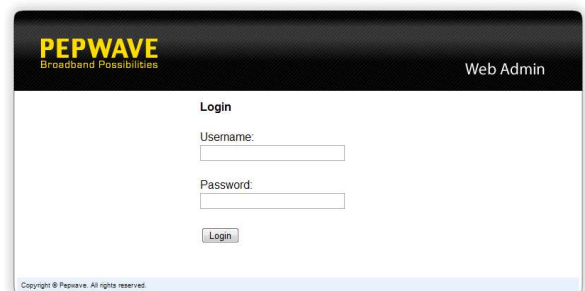 PEPWAVE
Broadband Possibilities
Web Admin
Login
Username:
Password:
Login
Copyright © Pepwave. All rights reserved.